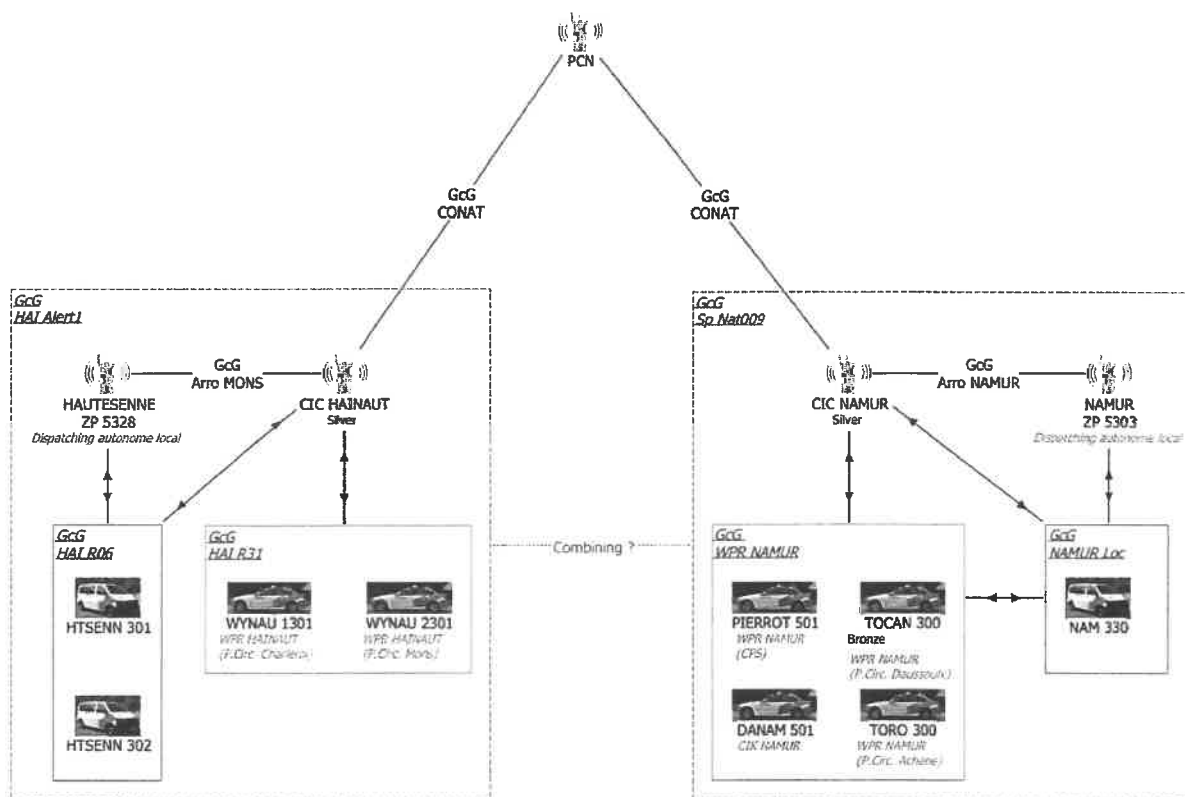 PCN
GcG
CONAT
GcG
CONAT
GcG
HAI Alert1
GcG
Arro MONS
HAUTESENNE
ZP 5328
Dispatching autonome local
CIC HAINAUT
Silver
GcG
HAI R06
HTSENN 301
HTSENN 302
GcG
HAI R31
WYNAU 1301
WPR HAINAUT
(P.Circ. Charleroi)
WYNAU 2301
WPR HAINAUT
(P.Circ. Mons)
Combining ?
GcG
Sp Nat009
GcG
Arro NAMUR
CIC NAMUR
Silver
NAMUR
ZP 5303
Dispatching autonome local
GcG
WPR NAMUR
PIERROT 501
WPR NAMUR
(CPS)
TOCAN 300
Bronze
WPR NAMUR
(P.Circ. Daussoulx)
DANAM 501
CIK NAMUR
TORO 300
WPR NAMUR
(P.Circ. Achene)
GcG
NAMUR Loc
NAM 330